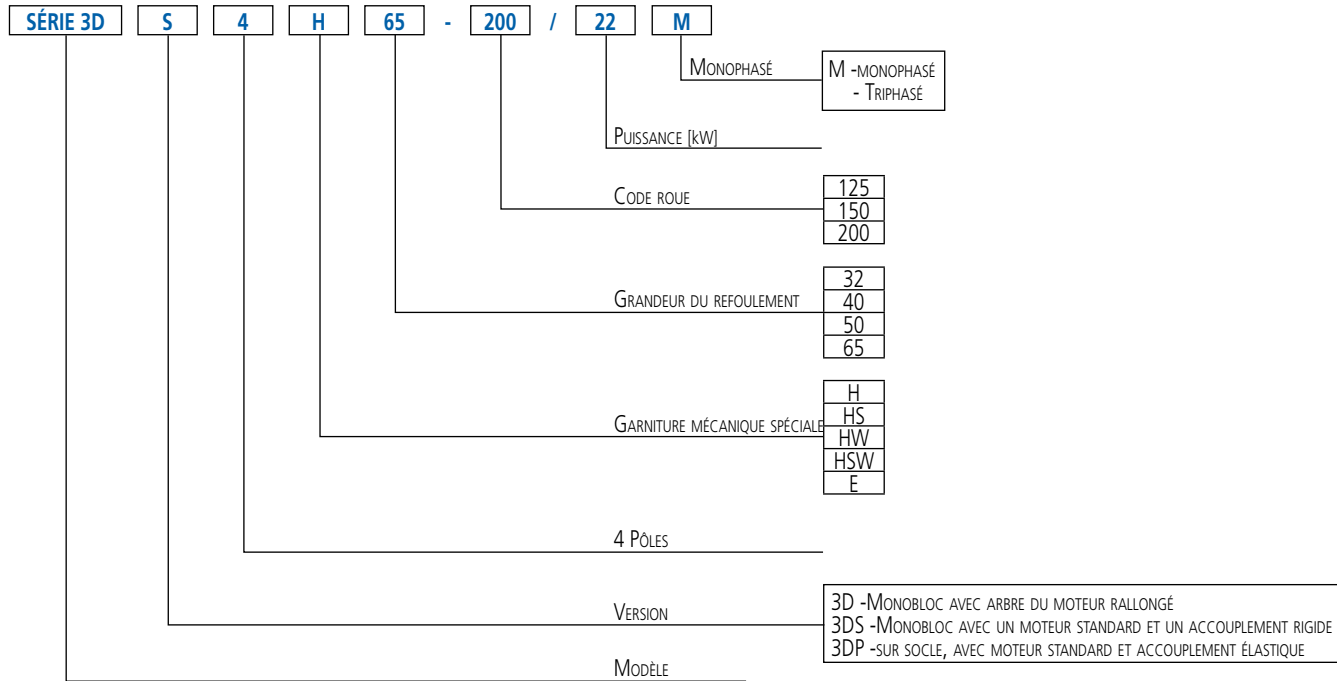 SÉRIE 3D S 4 H 65 - 200 / 22 M
MONOPHASÉ
M -MONOPHASÉ
- TRIPHASÉ
PUISSANCE [kW]
CODE ROUE
125
150
200
GRANDEUR DU REFOULEMENT
32
40
50
65
GARNITURE MÉCANIQUE SPÉCIALE
H
HS
HW
HSW
E
4 PÔLES
VERSION
3D -MONOBLOC AVEC ARBRE DU MOTEUR RALLONGÉ
3DS -MONOBLOC AVEC UN MOTEUR STANDARD ET UN ACCOUPLEMENT RIGIDE
3DP -SUR SOCLE, AVEC MOTEUR STANDARD ET ACCOUPLEMENT ÉLASTIQUE
MODÈLE